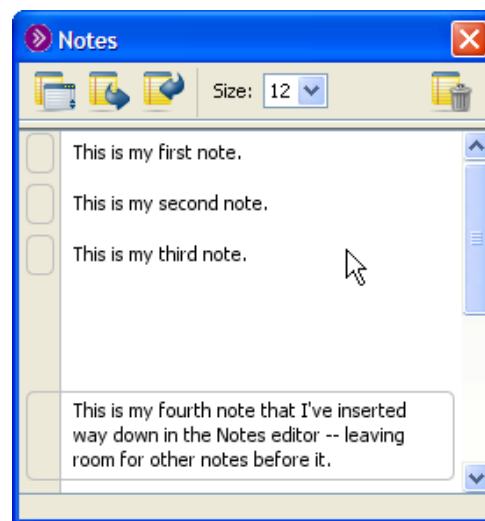 Notes
Size: 12
This is my first note.
This is my second note.
This is my third note.
This is my fourth note that I've inserted
way down in the Notes editor -- leaving
room for other notes before it.